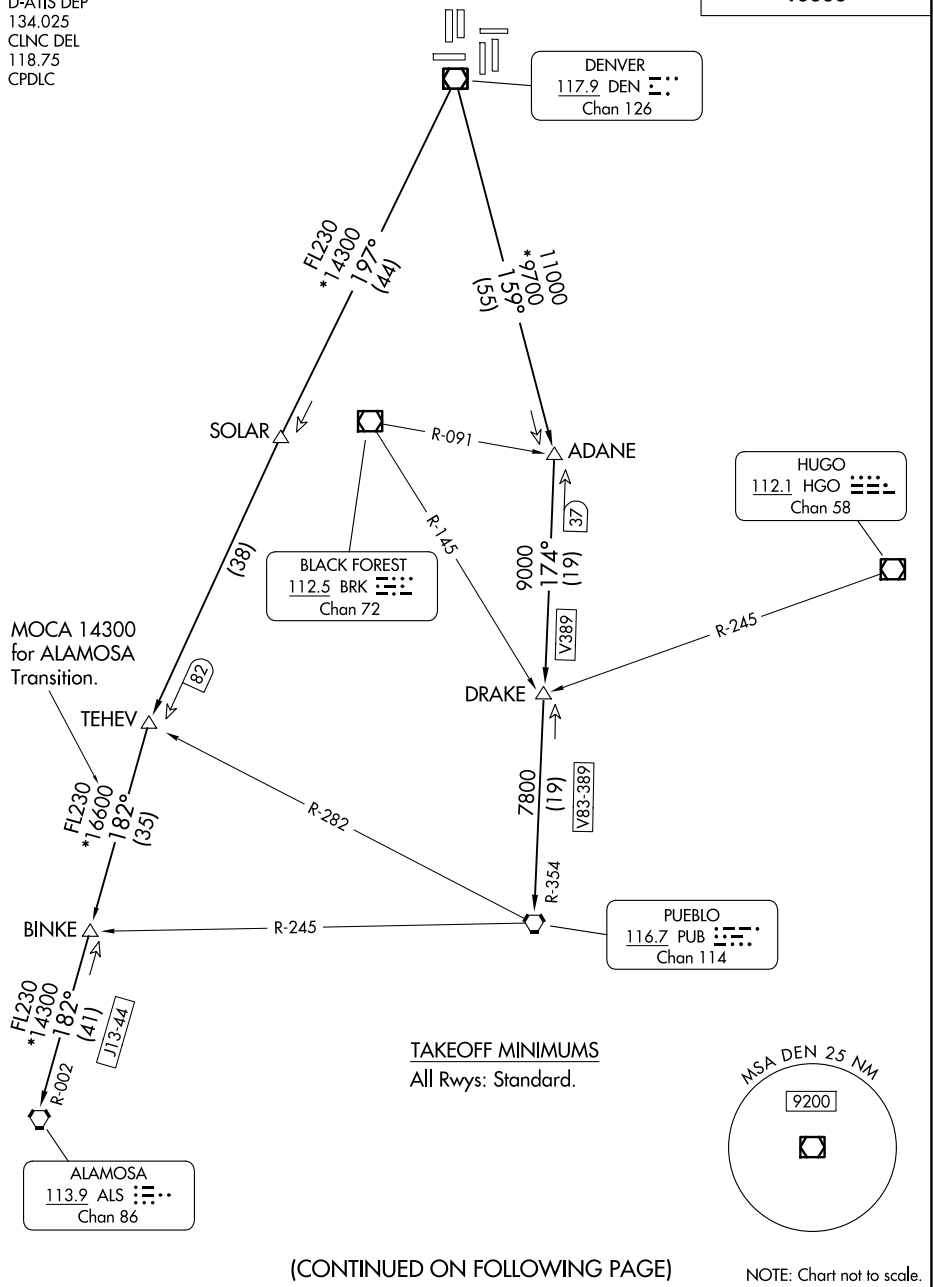 D-ATIS DEP
134.025
CLNC DEL
118.75
CPDLC
DENVER
117.9 DEN
Chan 126
FL230
*14300
197°
(44)
11000
*9700
159°
(55)
SOLAR
R-091
ADANE
HUGO
112.1 HGO
Chan 58
37
(38)
R-145
9000
174°
(19)
BLACK FOREST
112.5 BRK
Chan 72
V389
R-245
MOCA 14300
for ALAMOSA
Transition.
82
DRAKE
TEHEV
FL230
*16600
182°
(35)
R-282
7800
(19)
V83-389
R-354
BINKE
R-245
PUEBLO
116.7 PUB
Chan 114
FL230
*14300
182°
(41)
J13-44
R-002
TAKEOFF MINIMUMS
All Rwys: Standard.
MSA DEN 25 NM
9200
ALAMOSA
113.9 ALS
Chan 86
(CONTINUED ON FOLLOWING PAGE)
NOTE: Chart not to scale.